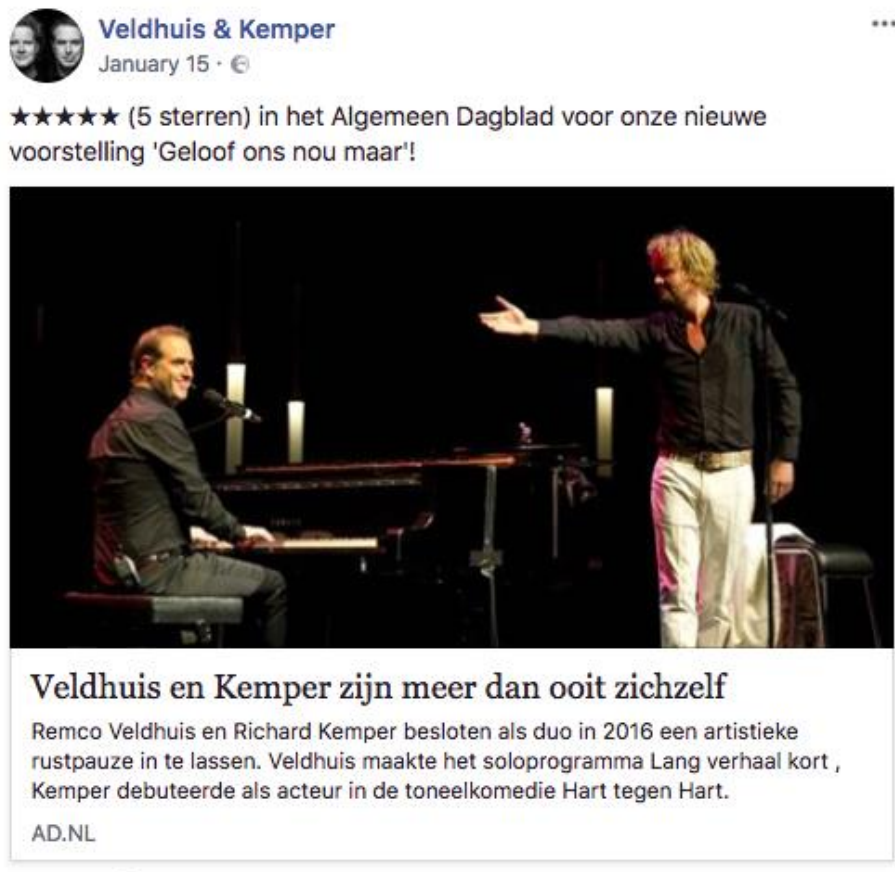 Veldhuis & Kemper
January 15 ·
★★★★★ (5 sterren) in het Algemeen Dagblad voor onze nieuwe
voorstelling 'Geloof ons nou maar'!
Veldhuis en Kemper zijn meer dan ooit zichzelf
Remco Veldhuis en Richard Kemper besloten als duo in 2016 een artistieke
rustpauze in te lassen. Veldhuis maakte het soloprogramma Lang verhaal kort ,
Kemper debuteerde als acteur in de toneelkomedie Hart tegen Hart.
AD.NL